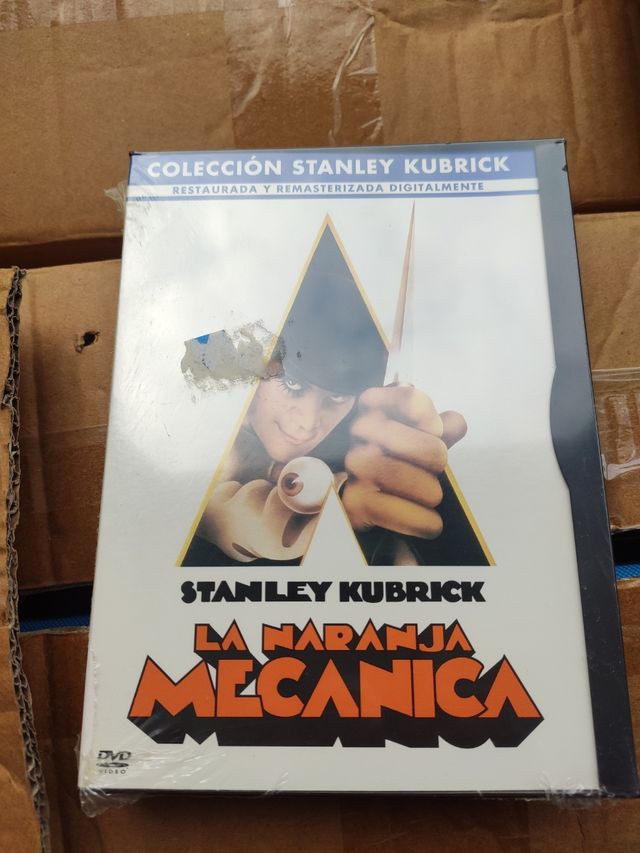 COLECCIÓN STANLEY KUBRICK
RESTAURADA Y REMASTERIZADA DIGITALMENTE
STANLEY KUBRICK
LA NARANJA
MECANICA
DVD
VIDEO